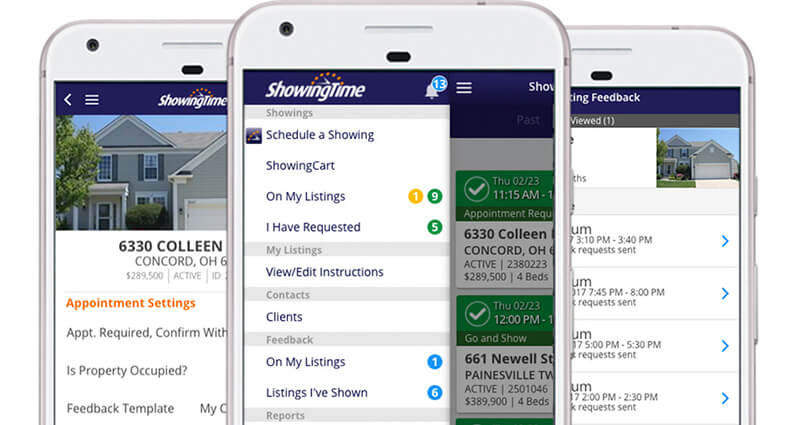 ShowingTime
6330 COLLEEN
CONCORD, OH
$289,500 | ACTIVE | ID:
Appointment Settings
Appt. Required, Confirm With
Is Property Occupied?
Feedback Template My C
ShowingTime
13
Showings
Schedule a Showing
ShowingCart
On My Listings 1 9
I Have Requested 5
My Listings
View/Edit Instructions
Contacts
Clients
Feedback
On My Listings 1
Listings I've Shown 6
Reports
Show
Past
Thu 02/23
11:15 AM - 1
Appointment Requ
6330 Colleen
CONCORD, OH
ACTIVE | 2380223
$289,500 | 4 Beds
Thu 02/23
12:00 PM - 1
Go and Show
661 Newell St
PAINESVILLE TW
ACTIVE | 2501046
$389,900 | 4 Beds
ting Feedback
Viewed (1)
e
ths
e
um
7 3:10 PM - 3:40 PM
k requests sent
um
017 7:45 PM - 8:00 PM
k requests sent
um
17 5:00 PM - 5:30 PM
k requests sent
um
17 2:00 PM - 2:30 PM
k requests sent